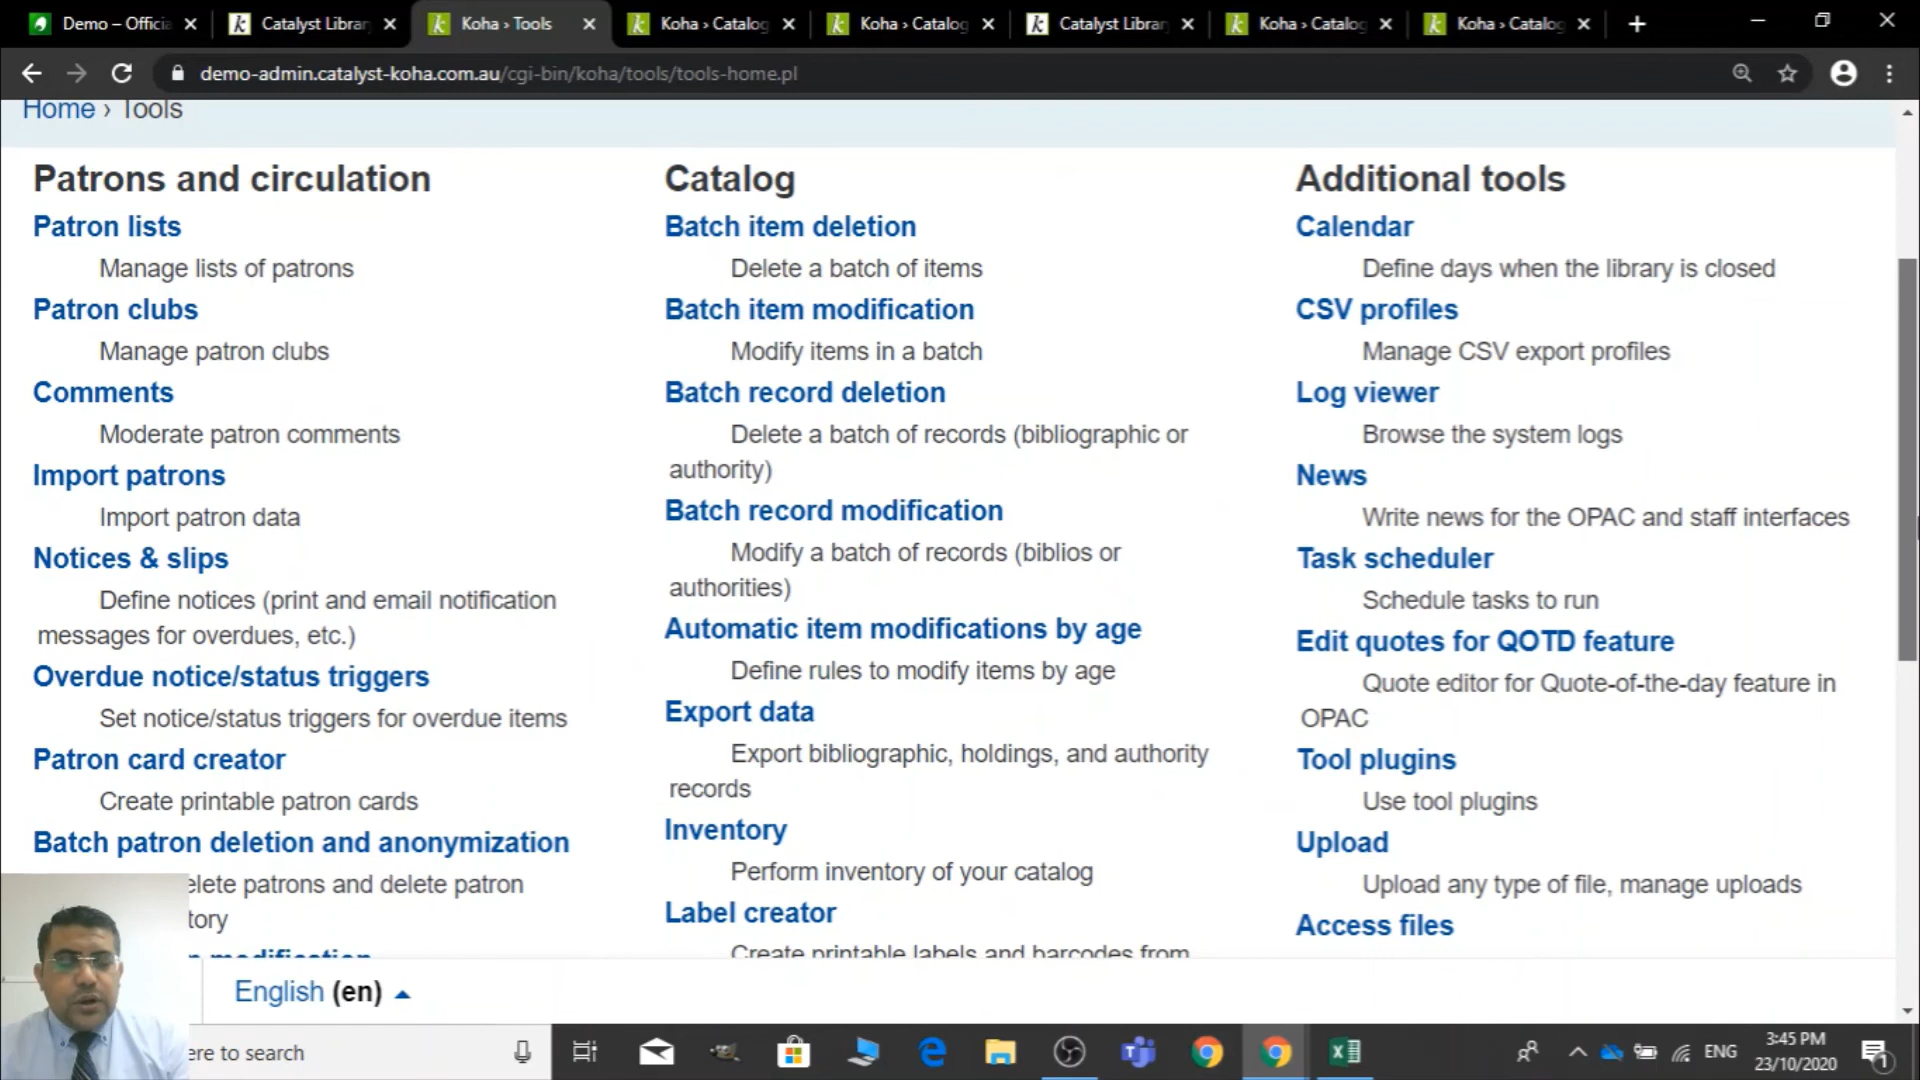 Demo – Officia
Catalyst Librar
Koha › Tools
Koha › Catalog
Koha › Catalog
Catalyst Librar
Koha › Catalog
Koha › Catalog
demo-admin.catalyst-koha.com.au/cgi-bin/koha/tools/tools-home.pl
Home › Tools
Patrons and circulation
Patron lists
Manage lists of patrons
Patron clubs
Manage patron clubs
Comments
Moderate patron comments
Import patrons
Import patron data
Notices & slips
Define notices (print and email notification
messages for overdues, etc.)
Overdue notice/status triggers
Set notice/status triggers for overdue items
Patron card creator
Create printable patron cards
Batch patron deletion and anonymization
elete patrons and delete patron
tory
modification
Catalog
Batch item deletion
Delete a batch of items
Batch item modification
Modify items in a batch
Batch record deletion
Delete a batch of records (bibliographic or
authority)
Batch record modification
Modify a batch of records (biblios or
authorities)
Automatic item modifications by age
Define rules to modify items by age
Export data
Export bibliographic, holdings, and authority
records
Inventory
Perform inventory of your catalog
Label creator
Create printable labels and barcodes from
Additional tools
Calendar
Define days when the library is closed
CSV profiles
Manage CSV export profiles
Log viewer
Browse the system logs
News
Write news for the OPAC and staff interfaces
Task scheduler
Schedule tasks to run
Edit quotes for QOTD feature
Quote editor for Quote-of-the-day feature in
OPAC
Tool plugins
Use tool plugins
Upload
Upload any type of file, manage uploads
Access files
English (en)
ere to search
ENG
3:45 PM
23/10/2020
1